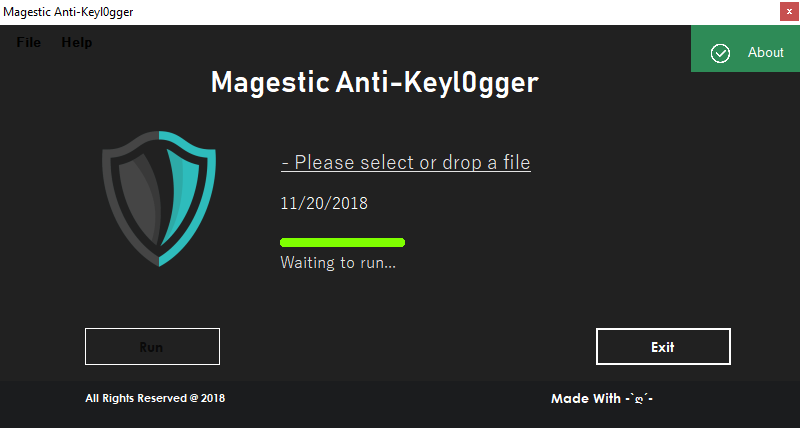 Magestic Anti-Keyl0gger
x
File Help
About
Magestic Anti-Keyl0gger
- Please select or drop a file
11/20/2018
Waiting to run...
Run
Exit
All Rights Reserved @ 2018
Made With -`ღ´-